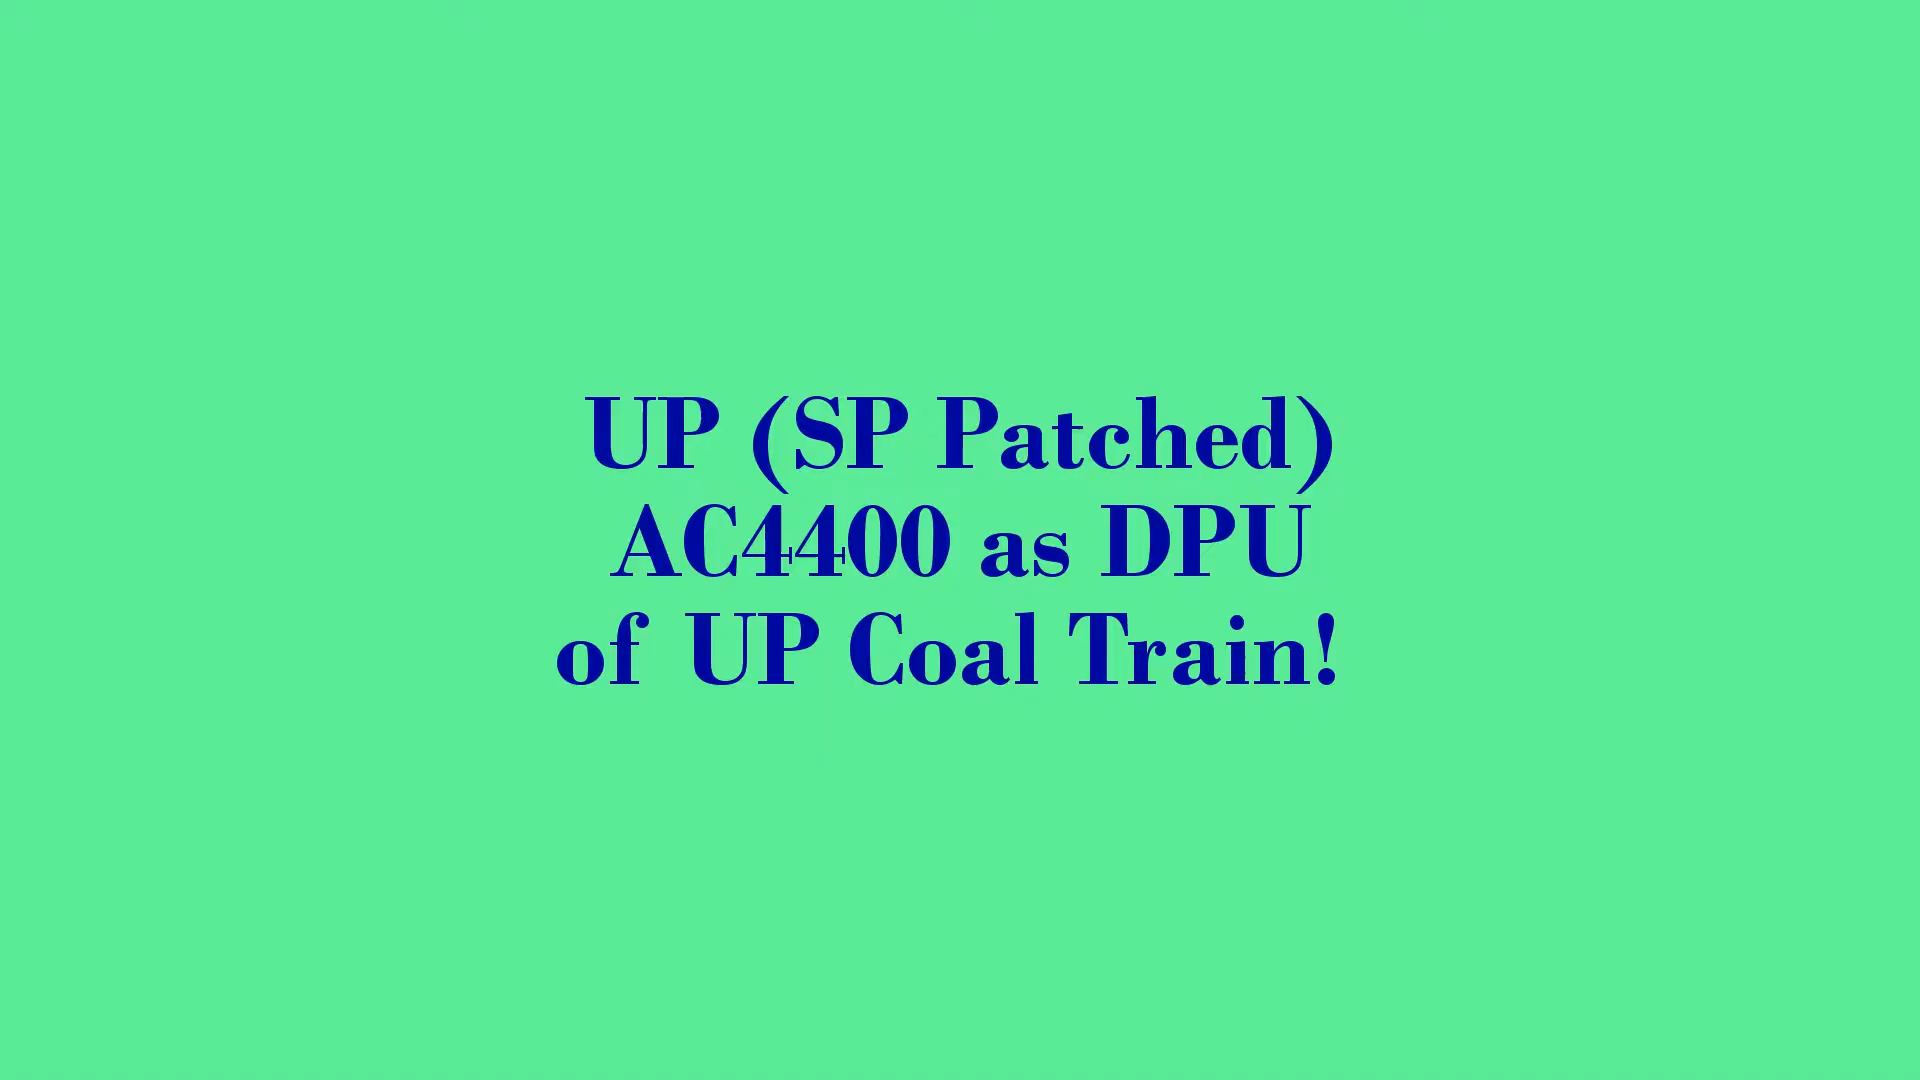 UP (SP Patched)
AC4400 as DPU
of UP Coal Train!